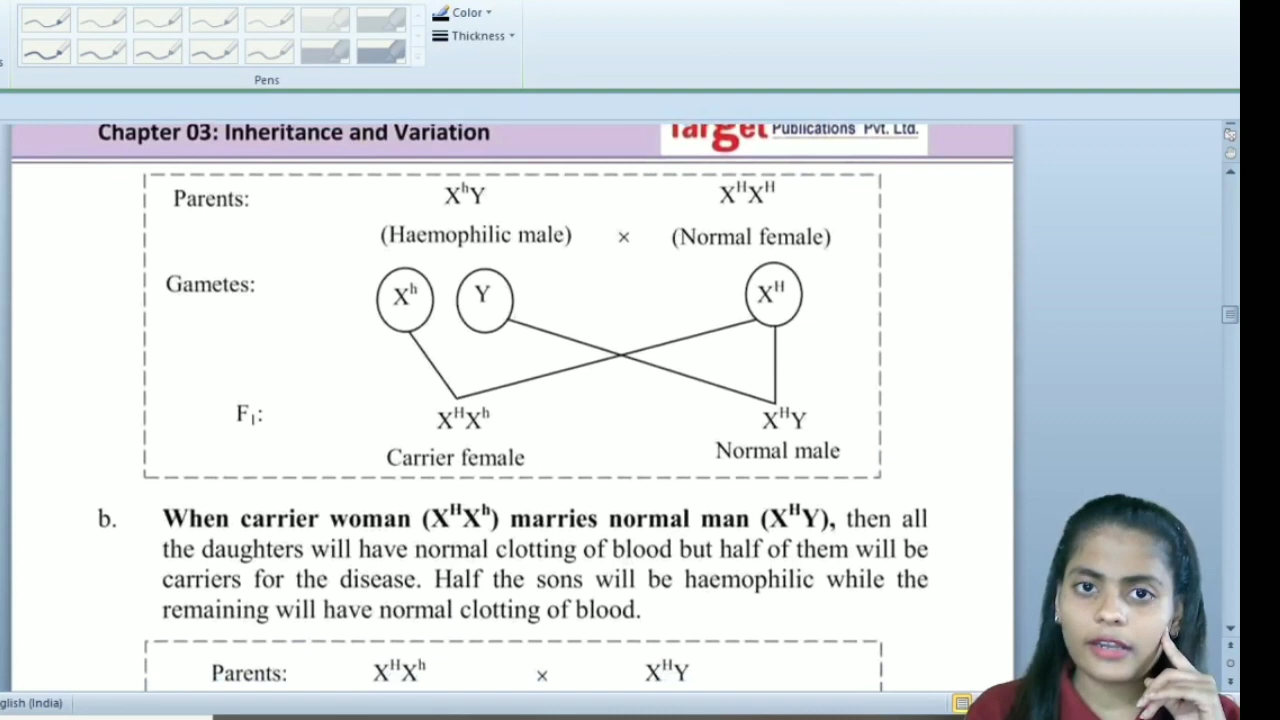 Color
Thickness
Pens
Chapter 03: Inheritance and Variation
Target Publications Pvt. Ltd.
Parents: XʰY XᴴXᴴ
(Haemophilic male) × (Normal female)
Gametes: Xʰ Y Xᴴ
F₁: XᴴXʰ XᴴY
Carrier female Normal male
b. When carrier woman (XᴴXʰ) marries normal man (XᴴY), then all
the daughters will have normal clotting of blood but half of them will be
carriers for the disease. Half the sons will be haemophilic while the
remaining will have normal clotting of blood.
Parents: XᴴXʰ × XᴴY
glish (India)